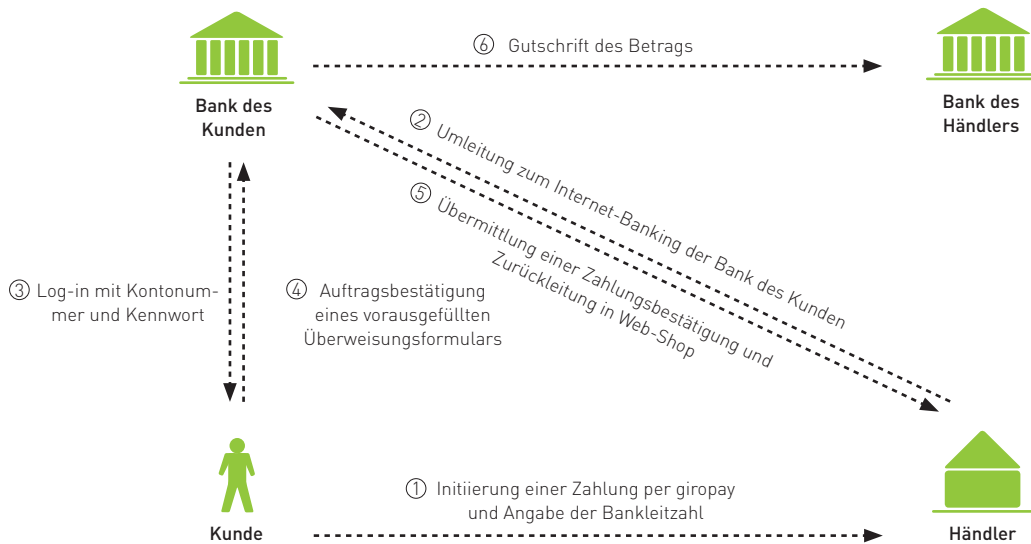 ⑥ Gutschrift des Betrags
Bank des
Kunden
Bank des
Händlers
② Umleitung zum Internet-Banking der Bank des Kunden
⑤ Übermittlung einer Zahlungsbestätigung und
Zurückleitung in Web-Shop
③ Log-in mit Kontonum-
mer und Kennwort
④ Auftragsbestätigung
eines vorausgefüllten
Überweisungsformulars
① Initiierung einer Zahlung per giropay
und Angabe der Bankleitzahl
Kunde
Händler